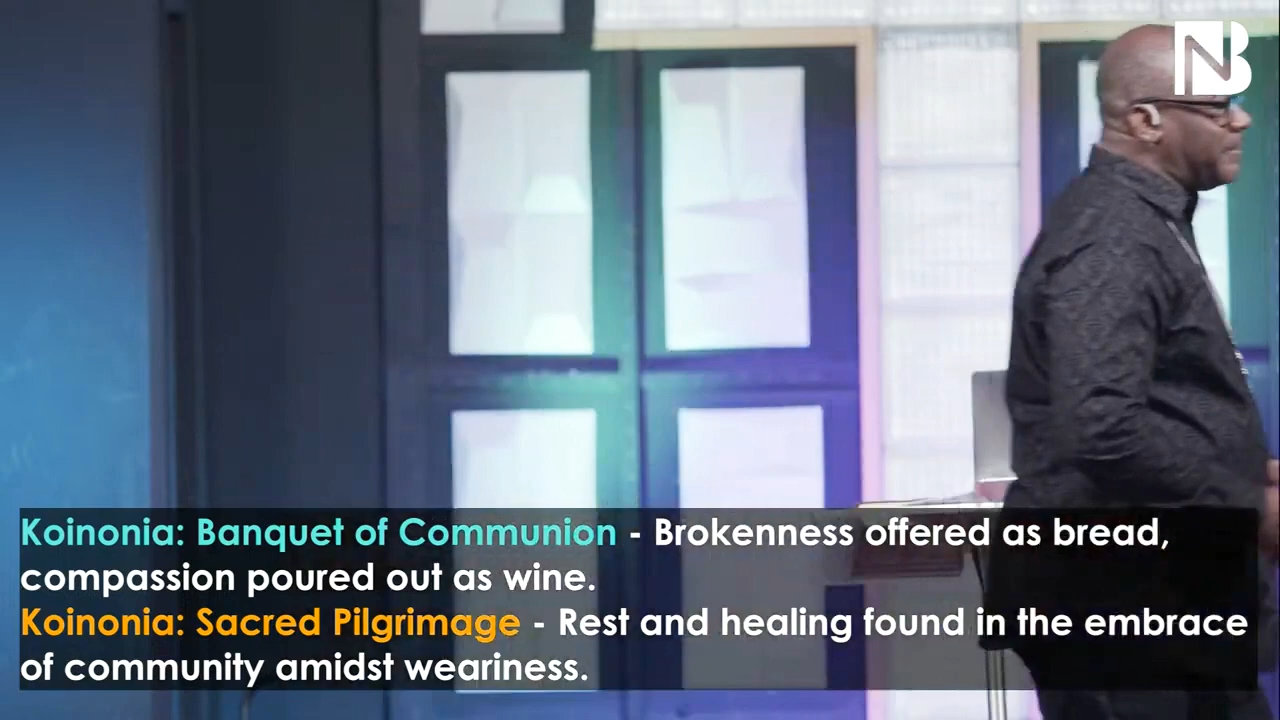 NB
Koinonia: Banquet of Communion - Brokenness offered as bread,
compassion poured out as wine.
Koinonia: Sacred Pilgrimage - Rest and healing found in the embrace
of community amidst weariness.